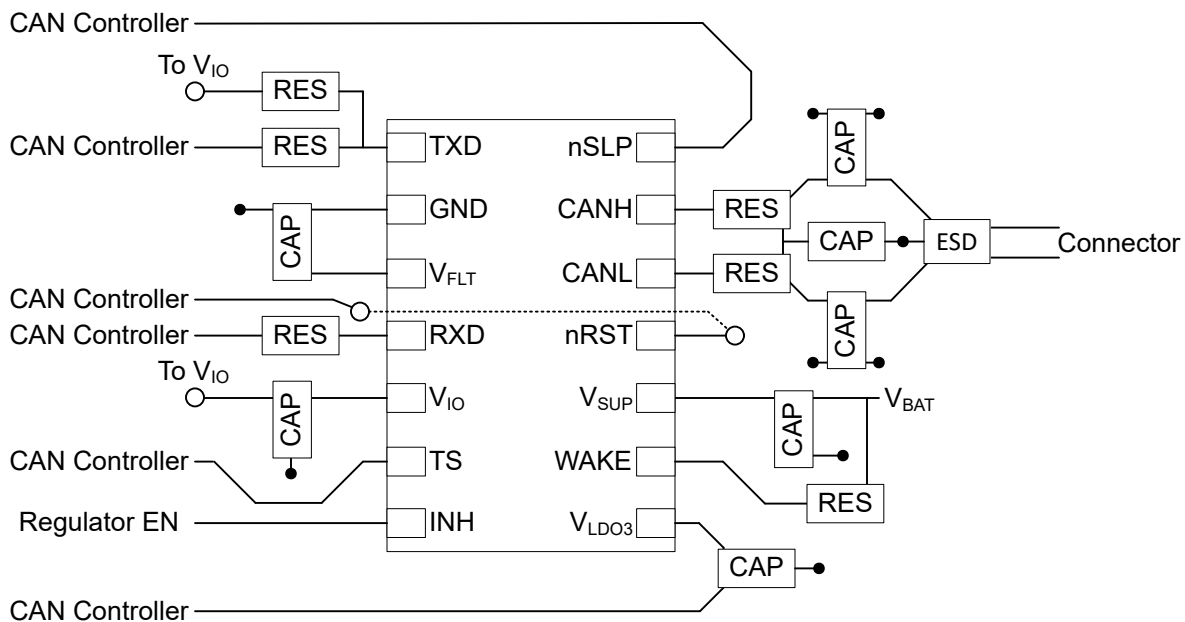 CAN Controller
To VIO
RES
CAN Controller
RES
TXD
nSLP
CAP
GND
CANH
RES
CAP
CAP
ESD
Connector
VFLT
CANL
RES
CAN Controller
CAN Controller
RES
RXD
nRST
CAP
To VIO
VIO
VSUP
VBAT
CAP
CAP
CAN Controller
TS
WAKE
RES
Regulator EN
INH
VLDO3
CAP
CAN Controller